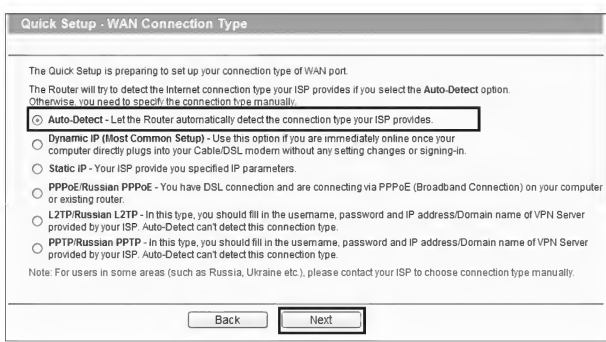 Quick Setup - WAN Connection Type
The Quick Setup is preparing to set up your connection type of WAN port.
The Router will try to detect the Internet connection type your ISP provides if you select the Auto-Detect option.
Otherwise, you need to specify the connection type manually.
Auto-Detect - Let the Router automatically detect the connection type your ISP provides.
Dynamic IP (Most Common Setup) - Use this option if you are immediately online once your
computer directly plugs into your Cable/DSL modem without any setting changes or signing-in.
Static IP - Your ISP provide you specified IP parameters.
PPPoE/Russian PPPoE - You have DSL connection and are connecting via PPPoE (Broadband Connection) on your computer
or existing router.
L2TP/Russian L2TP - In this type, you should fill in the username, password and IP address/Domain name of VPN Server
provided by your ISP. Auto-Detect can't detect this connection type.
PPTP/Russian PPTP - In this type, you should fill in the username, password and IP address/Domain name of VPN Server
provided by your ISP. Auto-Detect can't detect this connection type.
Note: For users in some areas (such as Russia, Ukraine etc.), please contact your ISP to choose connection type manually.
Back Next